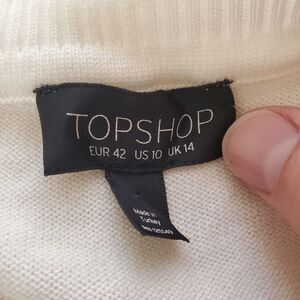 TOPSHOP
EUR 42 US 10 UK 14
Made in
Turkey